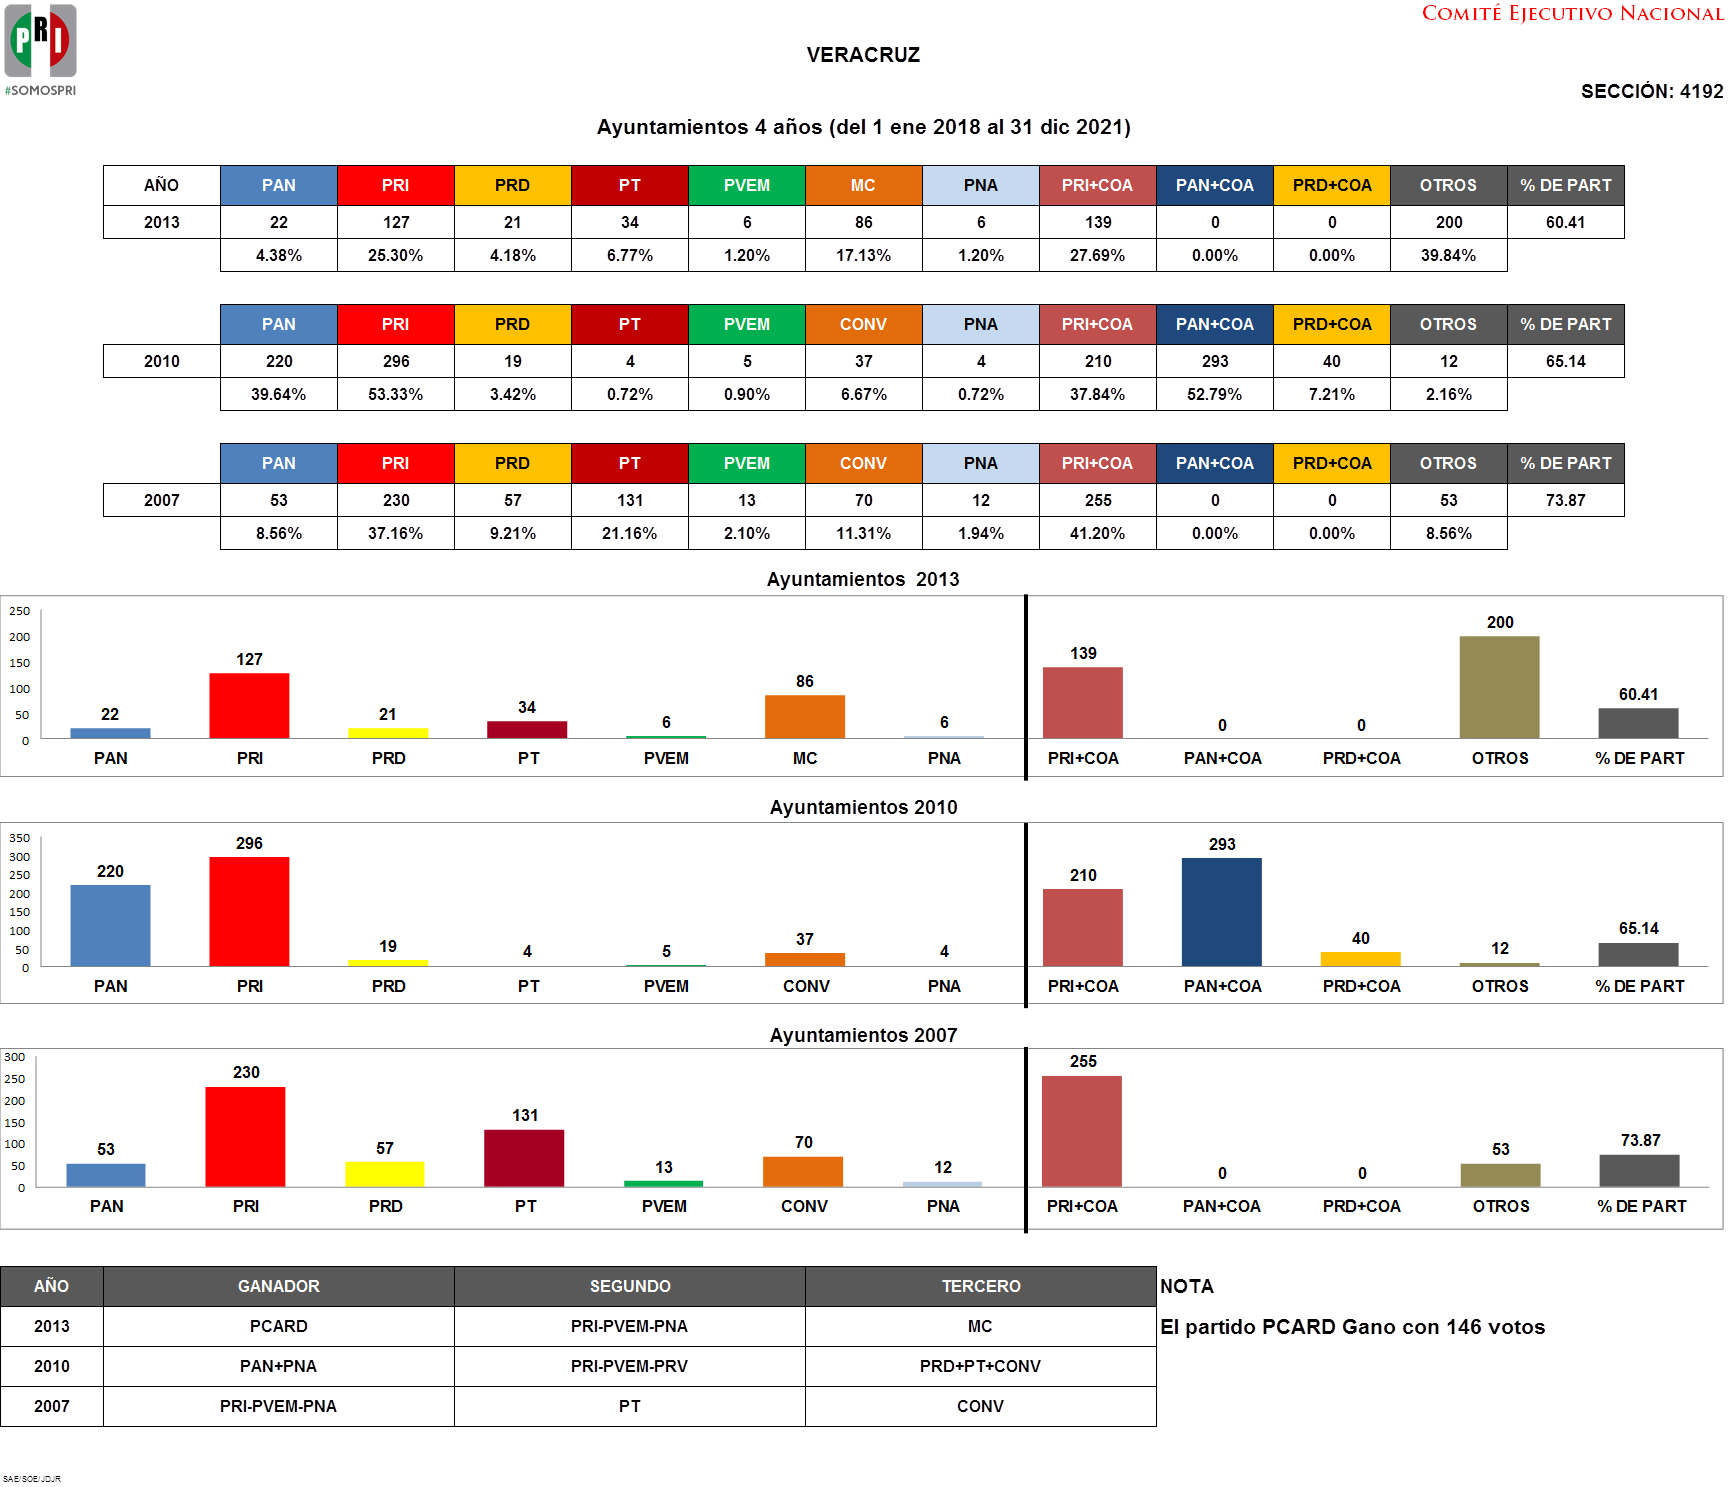 PRI
#SOMOSPRI
COMITÉ EJECUTIVO NACIONAL
VERACRUZ
SECCIÓN: 4192
Ayuntamientos 4 años (del 1 ene 2018 al 31 dic 2021)
AÑO PAN PRI PRD PT PVEM MC PNA PRI+COA PAN+COA PRD+COA OTROS % DE PART
2013 22 127 21 34 6 86 6 139 0 0 200 60.41
4.38% 25.30% 4.18% 6.77% 1.20% 17.13% 1.20% 27.69% 0.00% 0.00% 39.84%
PAN PRI PRD PT PVEM CONV PNA PRI+COA PAN+COA PRD+COA OTROS % DE PART
2010 220 296 19 4 5 37 4 210 293 40 12 65.14
39.64% 53.33% 3.42% 0.72% 0.90% 6.67% 0.72% 37.84% 52.79% 7.21% 2.16%
PAN PRI PRD PT PVEM CONV PNA PRI+COA PAN+COA PRD+COA OTROS % DE PART
2007 53 230 57 131 13 70 12 255 0 0 53 73.87
8.56% 37.16% 9.21% 21.16% 2.10% 11.31% 1.94% 41.20% 0.00% 0.00% 8.56%
Ayuntamientos 2013
250
200
150
100
50
0
22 127 21 34 6 86 6 139 0 0 200 60.41
PAN PRI PRD PT PVEM MC PNA PRI+COA PAN+COA PRD+COA OTROS % DE PART
Ayuntamientos 2010
350
300
250
200
150
100
50
0
220 296 19 4 5 37 4 210 293 40 12 65.14
PAN PRI PRD PT PVEM CONV PNA PRI+COA PAN+COA PRD+COA OTROS % DE PART
Ayuntamientos 2007
300
250
200
150
100
50
0
53 230 57 131 13 70 12 255 0 0 53 73.87
PAN PRI PRD PT PVEM CONV PNA PRI+COA PAN+COA PRD+COA OTROS % DE PART
AÑO GANADOR SEGUNDO TERCERO NOTA
2013 PCARD PRI-PVEM-PNA MC El partido PCARD Gano con 146 votos
2010 PAN+PNA PRI-PVEM-PRV PRD+PT+CONV
2007 PRI-PVEM-PNA PT CONV
SAE/SOE/JDJR